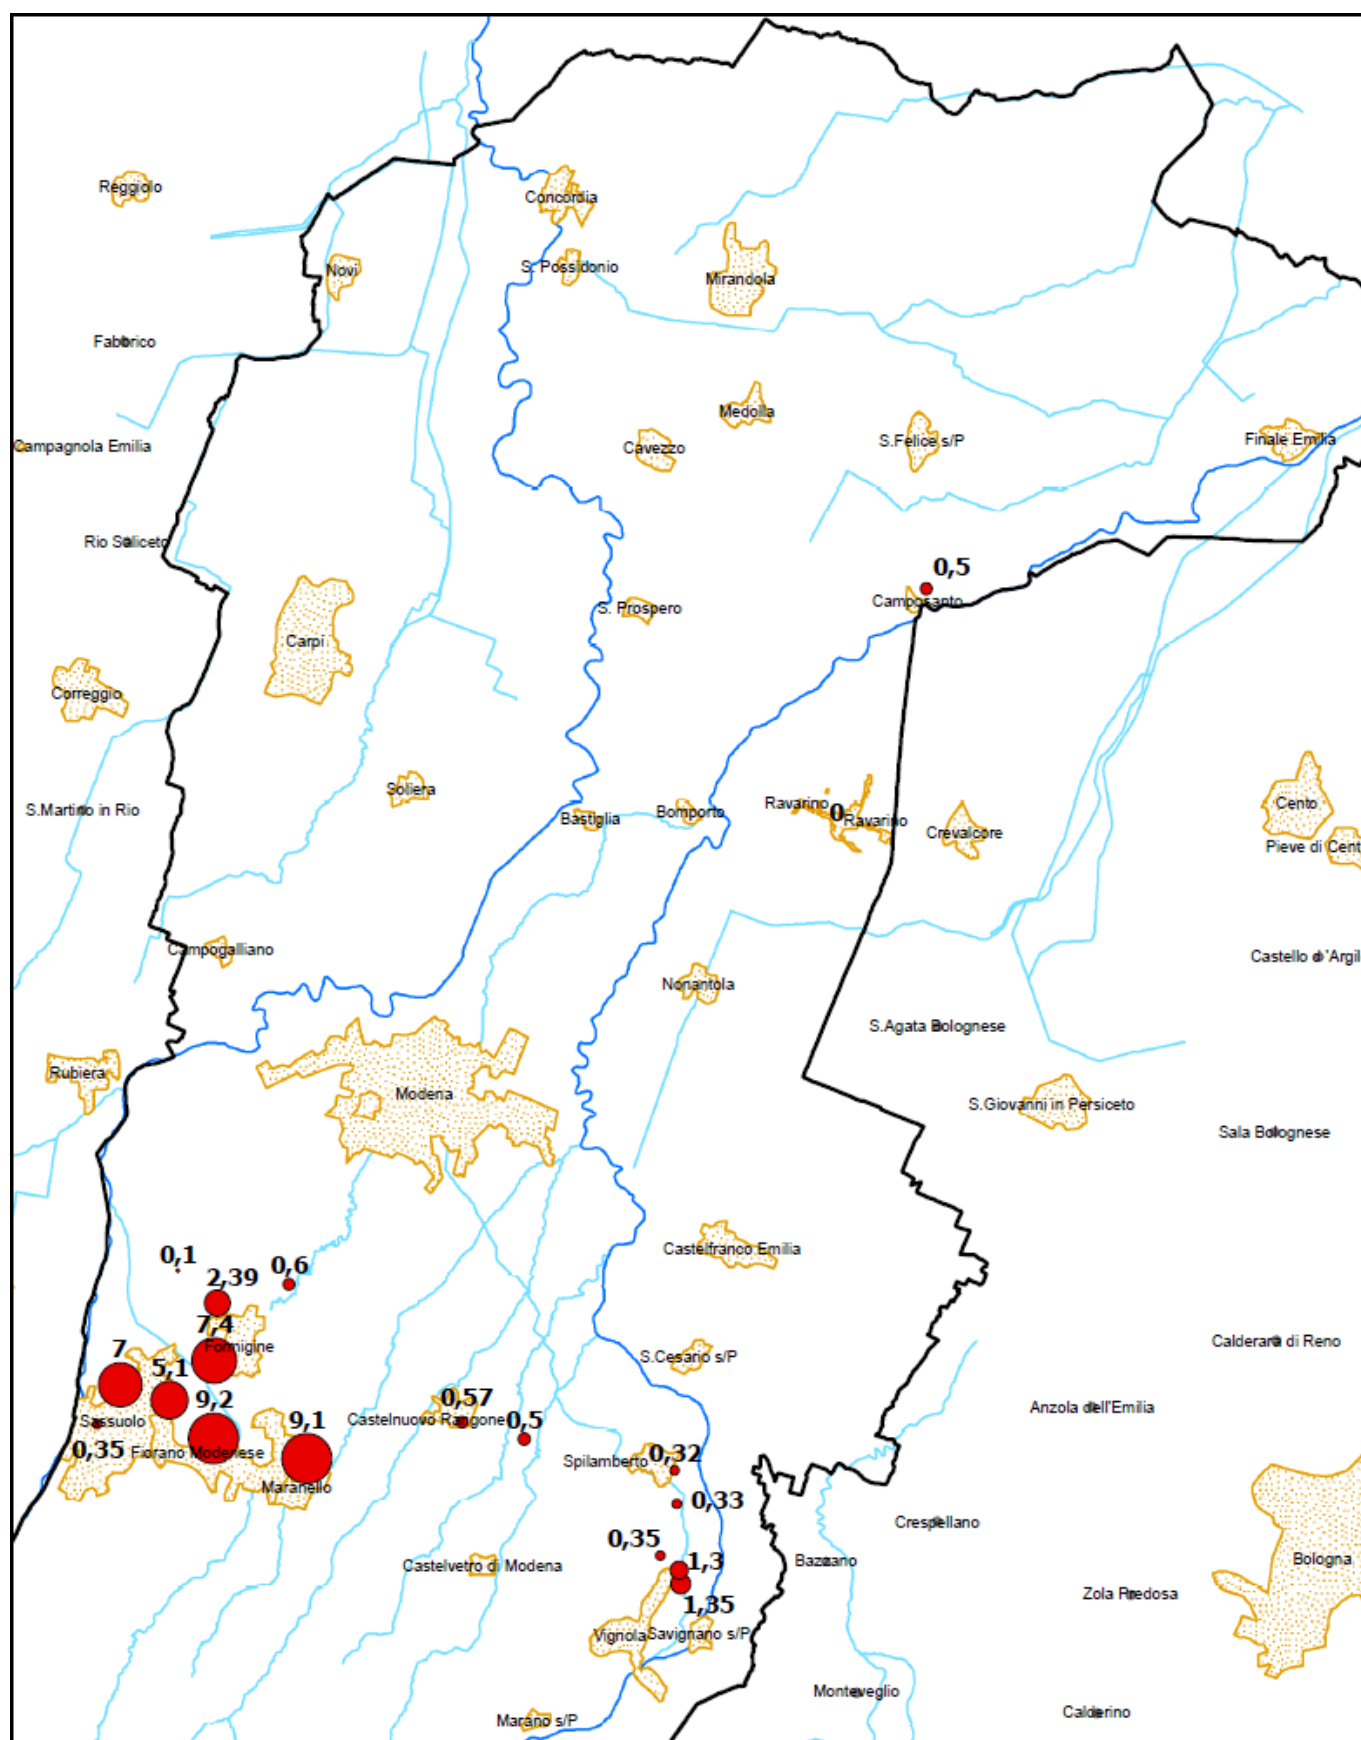 Reggiolo
Concordia
Novi
S. Possidonio
Mirandola
Fabbrico
Medolla
Campagnola Emilia
Cavezzo
S.Felice s/P
Finale Emilia
Rio Saliceto
0,5
Camposanto
S. Prospero
Carpi
Correggio
Soliera
S.Martino in Rio
Bastiglia
Bomporto
Ravarino
0
Ravarino
Crevalcore
Cento
Pieve di Cent
Campogalliano
Nonantola
Castello d'Argil
S.Agata Bolognese
Rubiera
Modena
S.Giovanni in Persiceto
Sala Bolognese
Castelfranco Emilia
0,1
2,39
0,6
7,4
Formigine
7
5,1
9,2
Sassuolo
0,35
Fiorano Modenese
9,1
Maranello
S.Cesario s/P
Calderara di Reno
0,57
Castelnuovo Rangone
0,5
Anzola dell'Emilia
Spilamberto
0,32
0,33
Crespellano
0,35
1,3
Castelvetro di Modena
Bazzano
Bologna
1,35
Zola Predosa
Vignola
Savignano s/P
Monteveglio
Marano s/P
Calderino